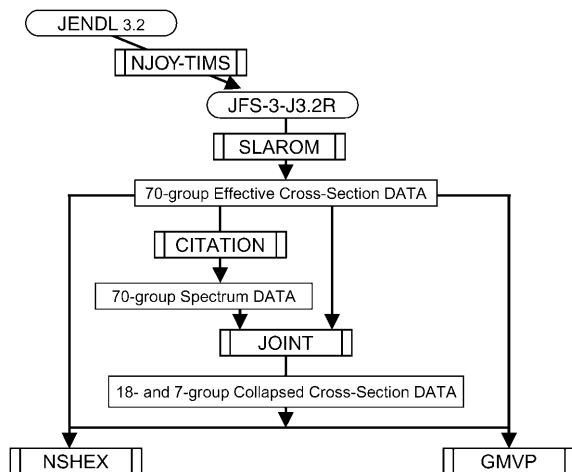 JENDL 3.2
NJOY-TIMS
JFS-3-J3.2R
SLAROM
70-group Effective Cross-Section DATA
CITATION
70-group Spectrum DATA
JOINT
18- and 7-group Collapsed Cross-Section DATA
NSHEX
GMVP